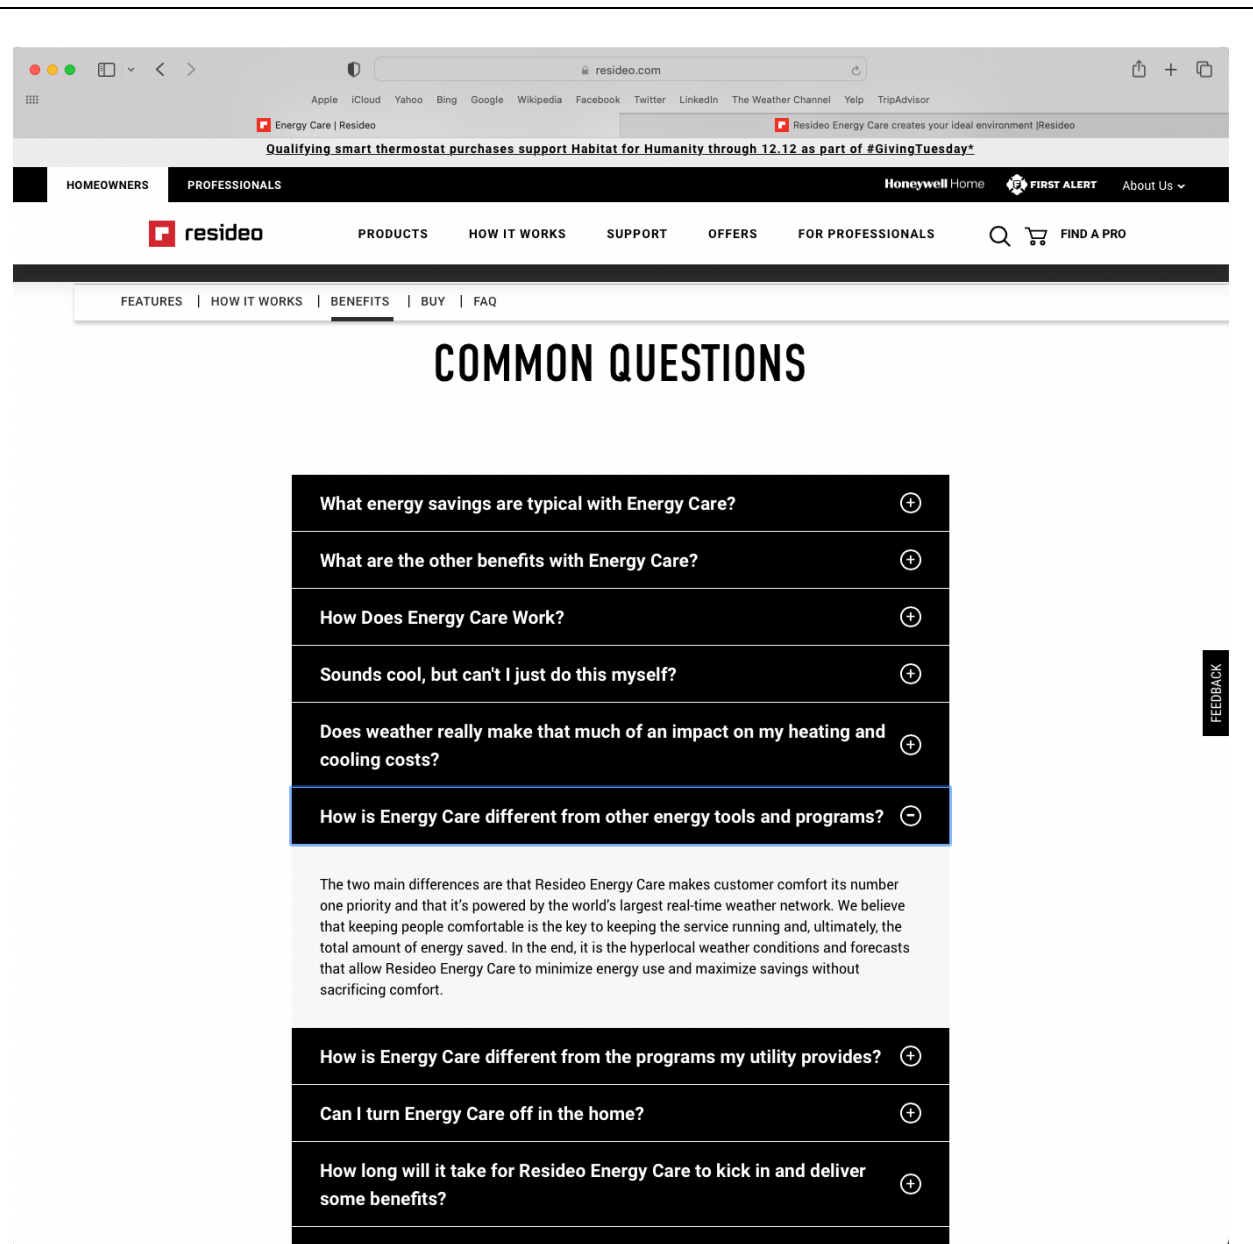 resideo.com
Apple iCloud Yahoo Bing Google Wikipedia Facebook Twitter LinkedIn The Weather Channel Yelp TripAdvisor
Energy Care | Resideo
Resideo Energy Care creates your ideal environment |Resideo
Qualifying smart thermostat purchases support Habitat for Humanity through 12.12 as part of #GivingTuesday*
HOMEOWNERS PROFESSIONALS Honeywell Home FIRST ALERT About Us
resideo PRODUCTS HOW IT WORKS SUPPORT OFFERS FOR PROFESSIONALS FIND A PRO
FEATURES | HOW IT WORKS | BENEFITS | BUY | FAQ
COMMON QUESTIONS
What energy savings are typical with Energy Care?
What are the other benefits with Energy Care?
How Does Energy Care Work?
Sounds cool, but can't I just do this myself?
FEEDBACK
Does weather really make that much of an impact on my heating and
cooling costs?
How is Energy Care different from other energy tools and programs?
The two main differences are that Resideo Energy Care makes customer comfort its number
one priority and that it’s powered by the world’s largest real-time weather network. We believe
that keeping people comfortable is the key to keeping the service running and, ultimately, the
total amount of energy saved. In the end, it is the hyperlocal weather conditions and forecasts
that allow Resideo Energy Care to minimize energy use and maximize savings without
sacrificing comfort.
How is Energy Care different from the programs my utility provides?
Can I turn Energy Care off in the home?
How long will it take for Resideo Energy Care to kick in and deliver
some benefits?